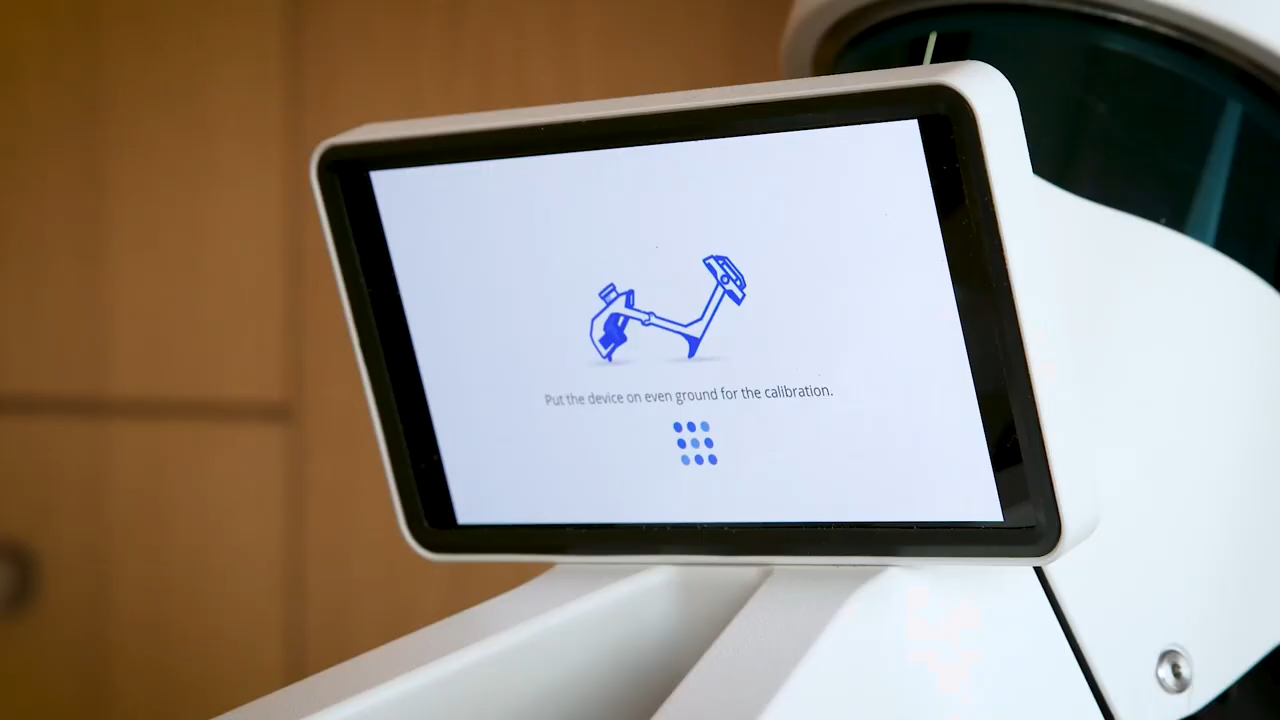 Put the device on even ground for the calibration.